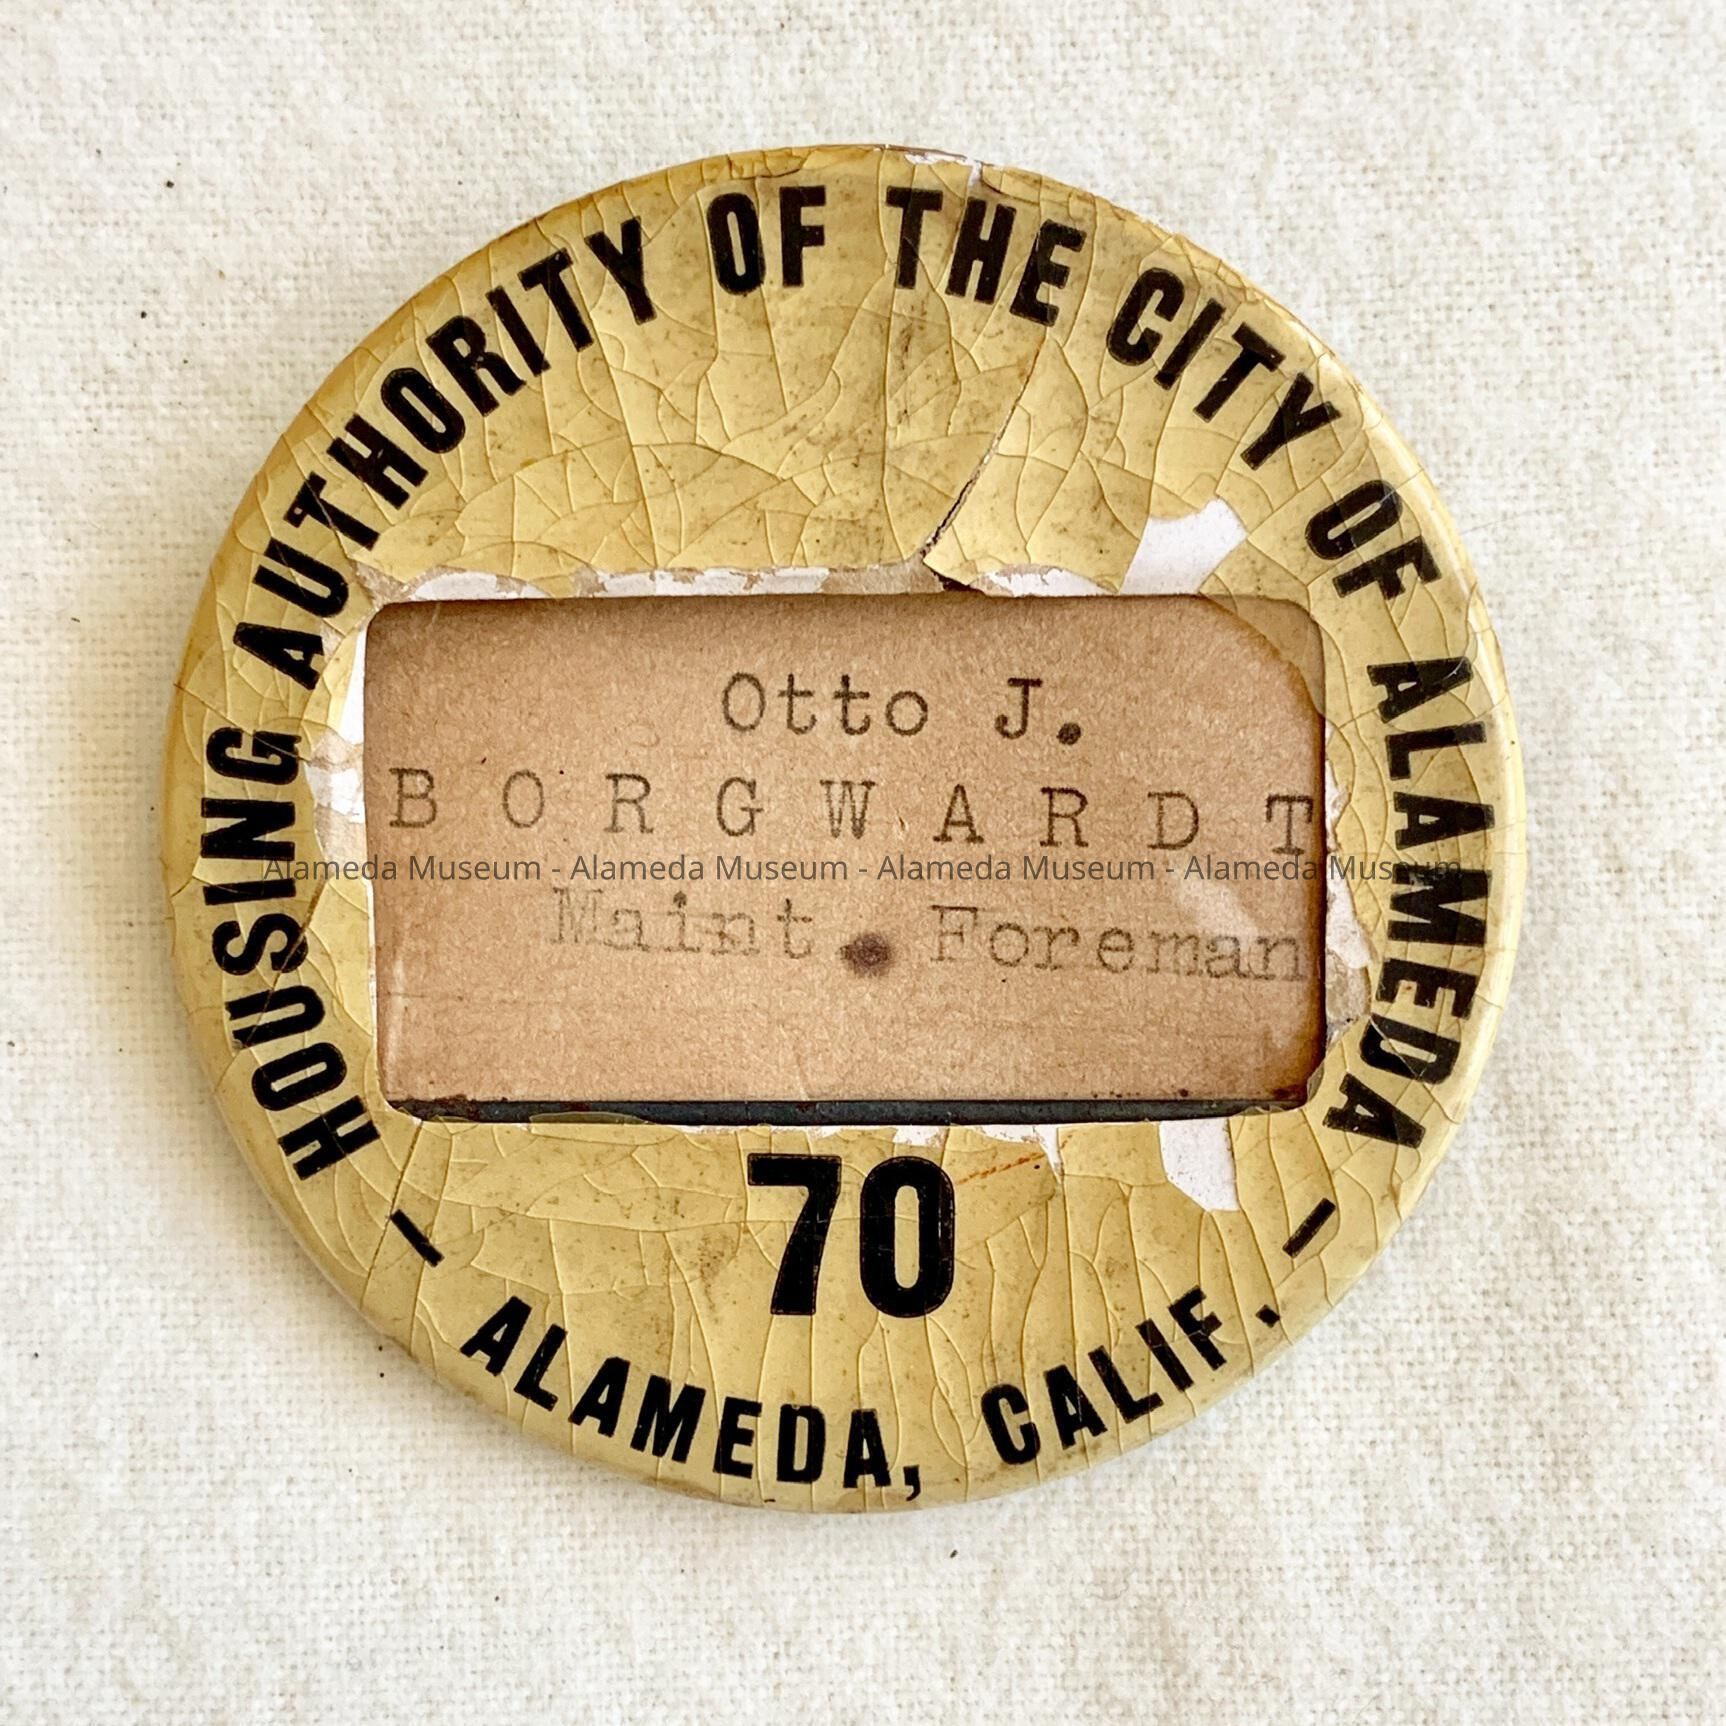 HOUSING AUTHORITY OF THE CITY OF ALAMEDA
Otto J.
BORGWARDT
Alameda Museum - Alameda Museum - Alameda Museum - Alameda Museum
Maint. Foreman
70
— ALAMEDA, CALIF. —